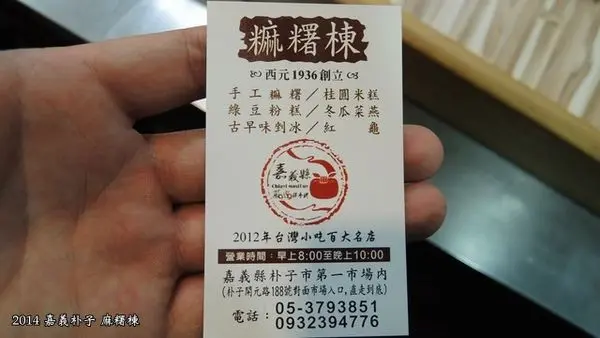 糜糬棟
西元1936創立
手工麻糬／桂圓米糕
綠豆粉糕／冬瓜菜燕
古早味剉冰／紅 龜
嘉義縣
2012年台灣小吃百大名店
營業時間：早上8:00至晚上10:00
嘉義縣朴子市第一市場內
(朴子開元路188號對面市場入口,直走到底)
電話：05-3793851
0932394776
2014 嘉義朴子 麻糬棟